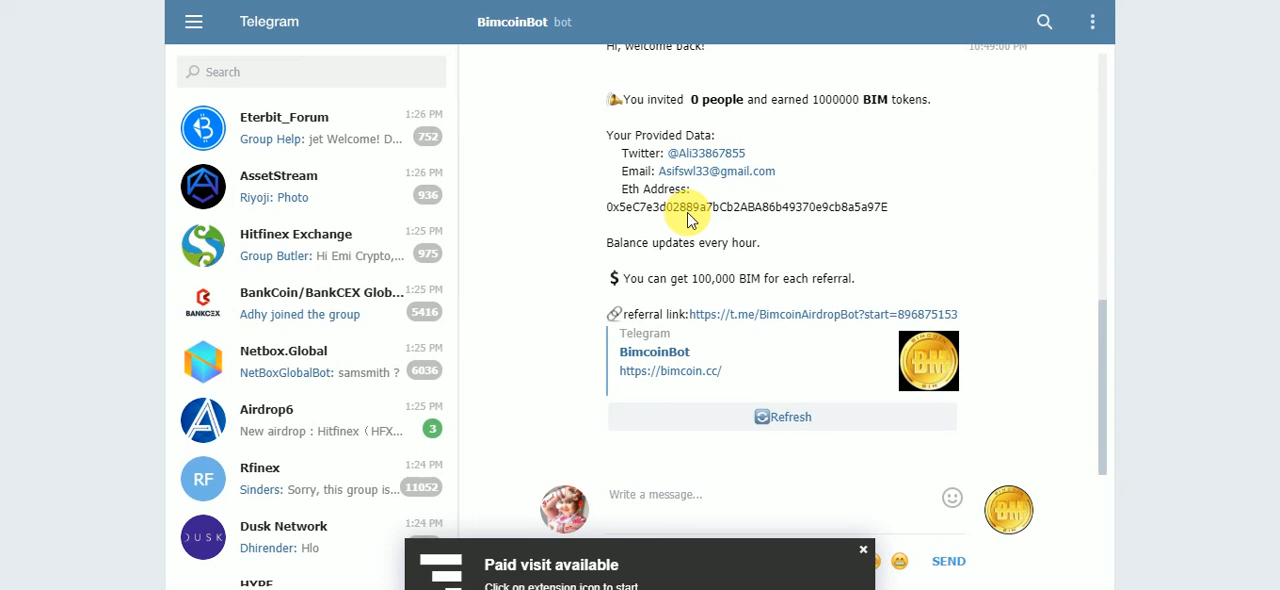 Telegram
BimcoinBot bot
Search
Eterbit_Forum 1:26 PM
Group Help: jet Welcome! D... 752
AssetStream 1:26 PM
Riyoji: Photo 936
Hitfinex Exchange 1:25 PM
Group Butler: Hi Emi Crypto,... 975
BankCoin/BankCEX Glob... 1:25 PM
BANKCEX
Adhy joined the group 5416
Netbox.Global 1:25 PM
NetBoxGlobalBot: samsmith ? 6036
Airdrop6 1:25 PM
New airdrop : Hitfinex (HFX... 3
RF
Rfinex 1:24 PM
Sinders: Sorry, this group is... 11052
DUSK
Dusk Network 1:24 PM
Dhirender: Hlo
HYPE
Hi, welcome back! 10:49:00 PM
You invited 0 people and earned 1000000 BIM tokens.
Your Provided Data:
Twitter: @Ali33867855
Email: Asifswl33@gmail.com
Eth Address:
0x5eC7e3d02889a7bCb2ABA86b49370e9cb8a5a97E
Balance updates every hour.
$ You can get 100,000 BIM for each referral.
referral link:https://t.me/BimcoinAirdropBot?start=896875153
Telegram
BimcoinBot
https://bimcoin.cc/
BM
Refresh
Write a message...
BM
SEND
Paid visit available
Click on extension icon to start